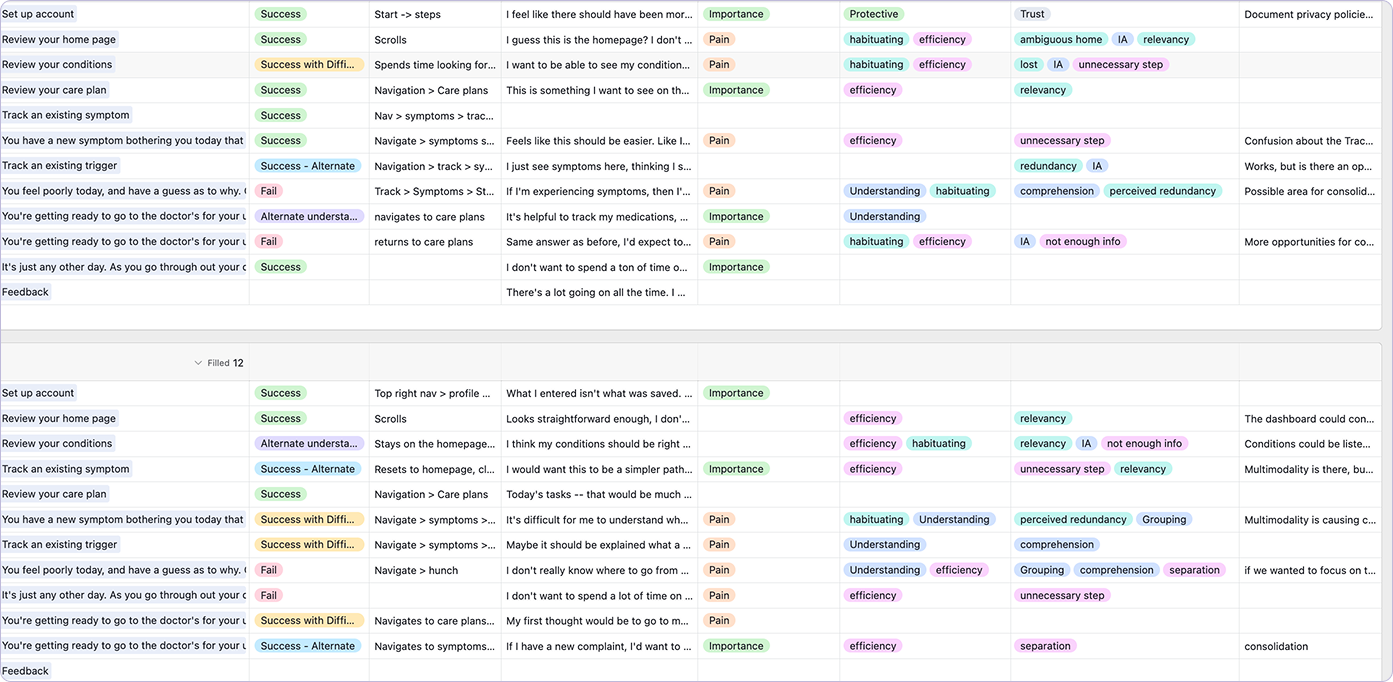 Set up account Success Start -> steps I feel like there should have been mor... Importance Protective Trust Document privacy policie...
Review your home page Success Scrolls I guess this is the homepage? I don't ... Pain habituating efficiency ambiguous home IA relevancy
Review your conditions Success with Diffi... Spends time looking for... I want to be able to see my condition... Pain habituating efficiency lost IA unnecessary step
Review your care plan Success Navigation > Care plans This is something I want to see on th... Importance efficiency relevancy
Track an existing symptom Success Nav > symptoms > trac...
You have a new symptom bothering you today that Success Navigate > symptoms s... Feels like this should be easier. Like I... Pain efficiency unnecessary step Confusion about the Trac...
Track an existing trigger Success - Alternate Navigation > track > sy... I just see symptoms here, thinking I s... redundancy IA Works, but is there an op...
You feel poorly today, and have a guess as to why. Fail Track > Symptoms > St... If I'm experiencing symptoms, then I'... Pain Understanding habituating comprehension perceived redundancy Possible area for consolid...
You're getting ready to go to the doctor's for your Alternate understa... navigates to care plans It's helpful to track my medications, ... Importance Understanding
You're getting ready to go to the doctor's for your Fail returns to care plans Same answer as before, I'd expect to... Pain habituating efficiency IA not enough info More opportunities for co...
It's just any other day. As you go through out your Success I don't want to spend a ton of time o... Importance
Feedback There's a lot going on all the time. I ...
Filled 12
Set up account Success Top right nav > profile ... What I entered isn't what was saved. ... Importance
Review your home page Success Scrolls Looks straightforward enough, I don'... efficiency relevancy The dashboard could con...
Review your conditions Alternate understa... Stays on the homepage... I think my conditions should be right ... efficiency habituating relevancy IA not enough info Conditions could be liste...
Track an existing symptom Success - Alternate Resets to homepage, cl... I would want this to be a simpler path... Importance efficiency unnecessary step relevancy Multimodality is there, bu...
Review your care plan Success Navigation > Care plans Today's tasks -- that would be much ...
You have a new symptom bothering you today that Success with Diffi... Navigate > symptoms >... It's difficult for me to understand wh... Pain habituating Understanding perceived redundancy Grouping Multimodality is causing c...
Track an existing trigger Success with Diffi... Navigate > symptoms >... Maybe it should be explained what a ... Pain Understanding comprehension
You feel poorly today, and have a guess as to why. Fail Navigate > hunch I don't really know where to go from ... Pain Understanding efficiency Grouping comprehension separation if we wanted to focus on t...
It's just any other day. As you go through out your Fail I don't want to spend a lot of time on ... Pain efficiency unnecessary step
You're getting ready to go to the doctor's for your Success with Diffi... Navigates to care plans... My first thought would be to go to m... Pain
You're getting ready to go to the doctor's for your Success - Alternate Navigates to symptoms... If I have a new complaint, I'd want to ... Importance efficiency separation consolidation
Feedback